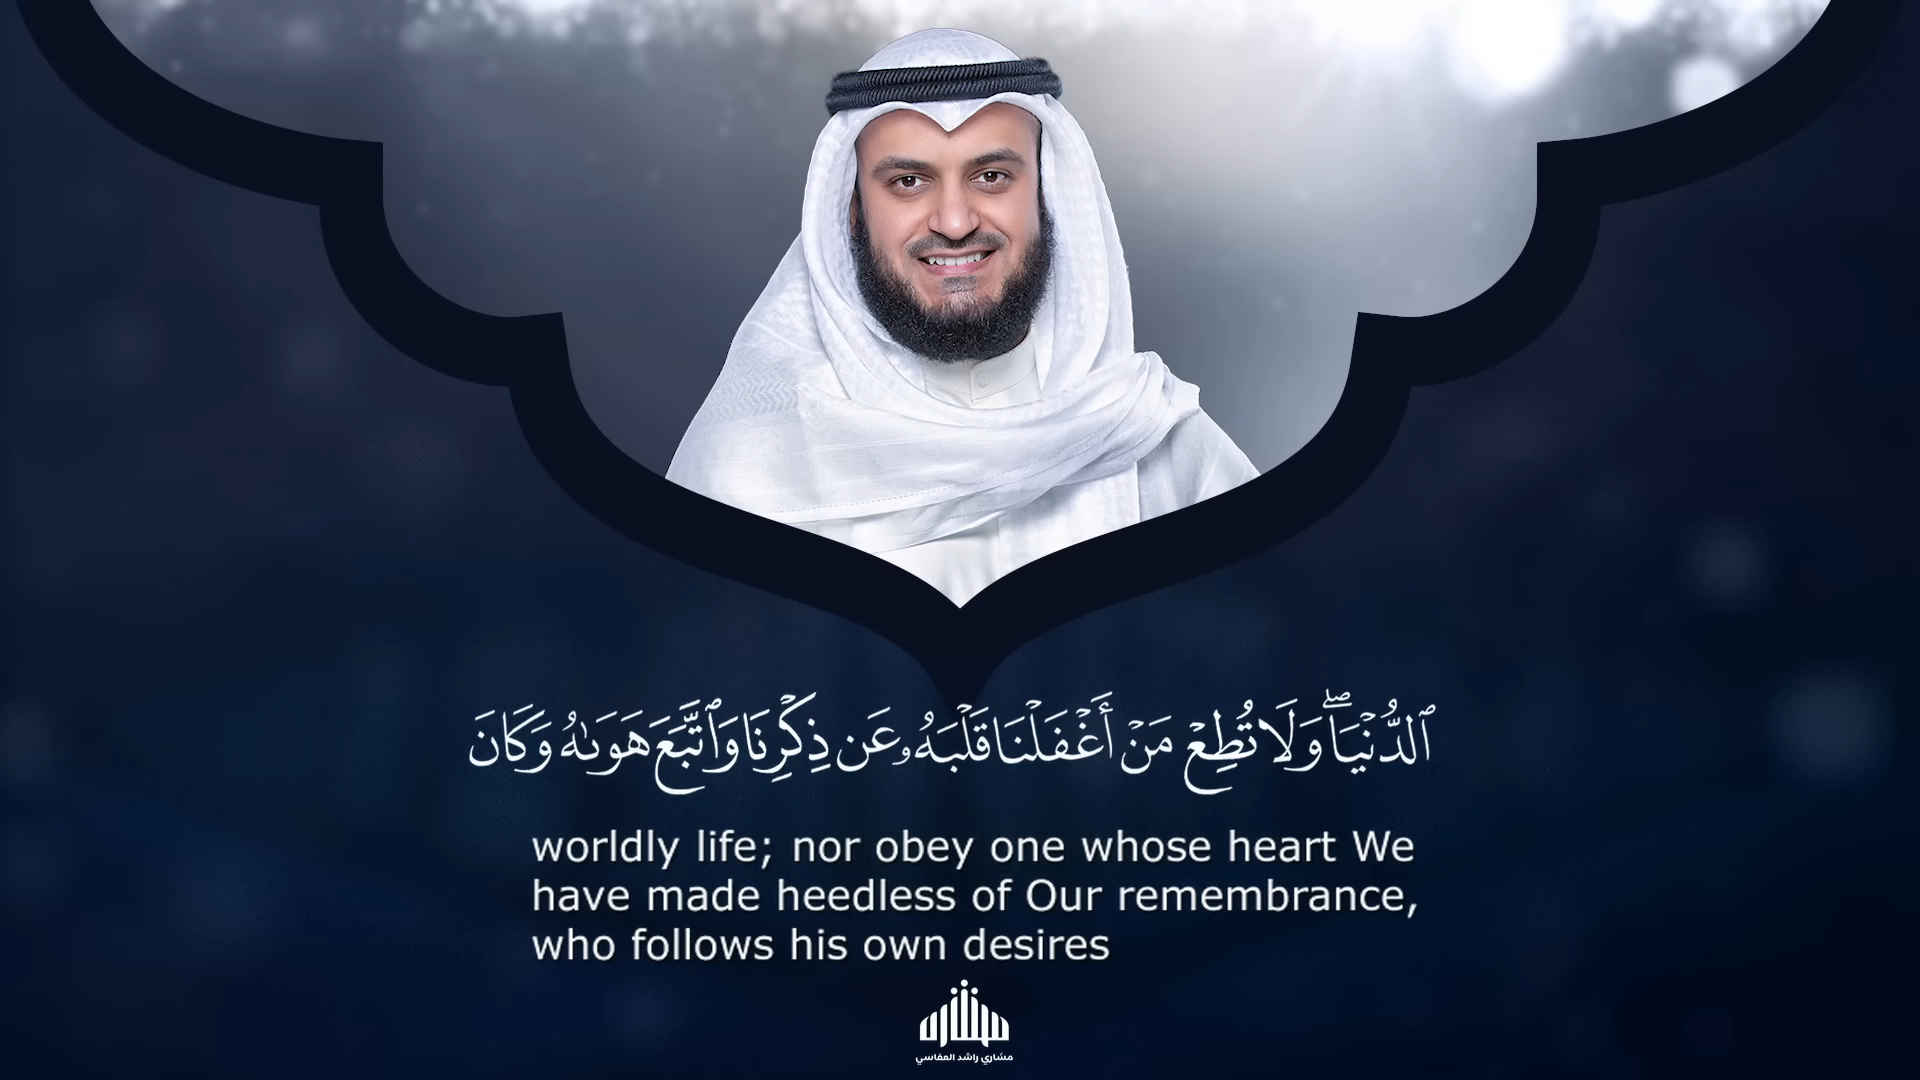 ٱلدُّنۡيَاۖ وَلَا تُطِعۡ مَنۡ أَغۡفَلۡنَا قَلۡبَهُۥ عَن ذِكۡرِنَا وَٱتَّبَعَ هَوَىٰهُ وَكَانَ
worldly life; nor obey one whose heart We
have made heedless of Our remembrance,
who follows his own desires
مشاري راشد العفاسي